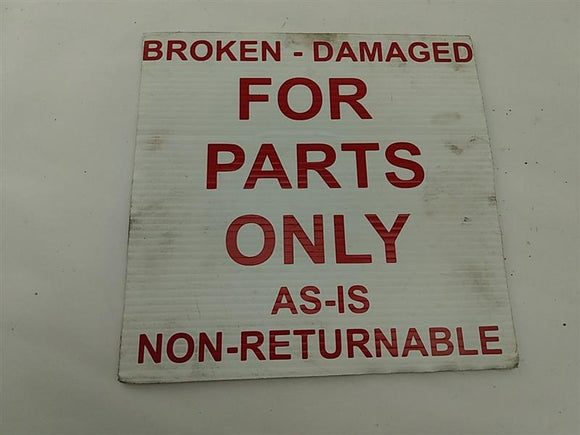 BROKEN - DAMAGED
FOR
PARTS
ONLY
AS-IS
NON-RETURNABLE